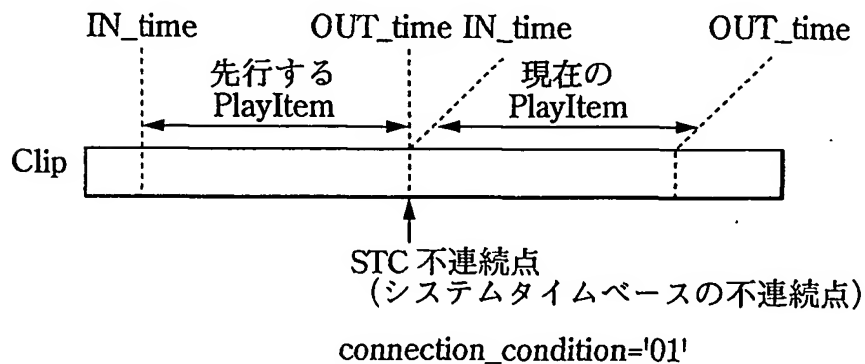 IN_time OUT_time IN_time OUT_time
先行する
PlayItem
現在の
PlayItem
Clip
STC 不連続点
(システムタイムベースの不連続点)
connection_condition='01'